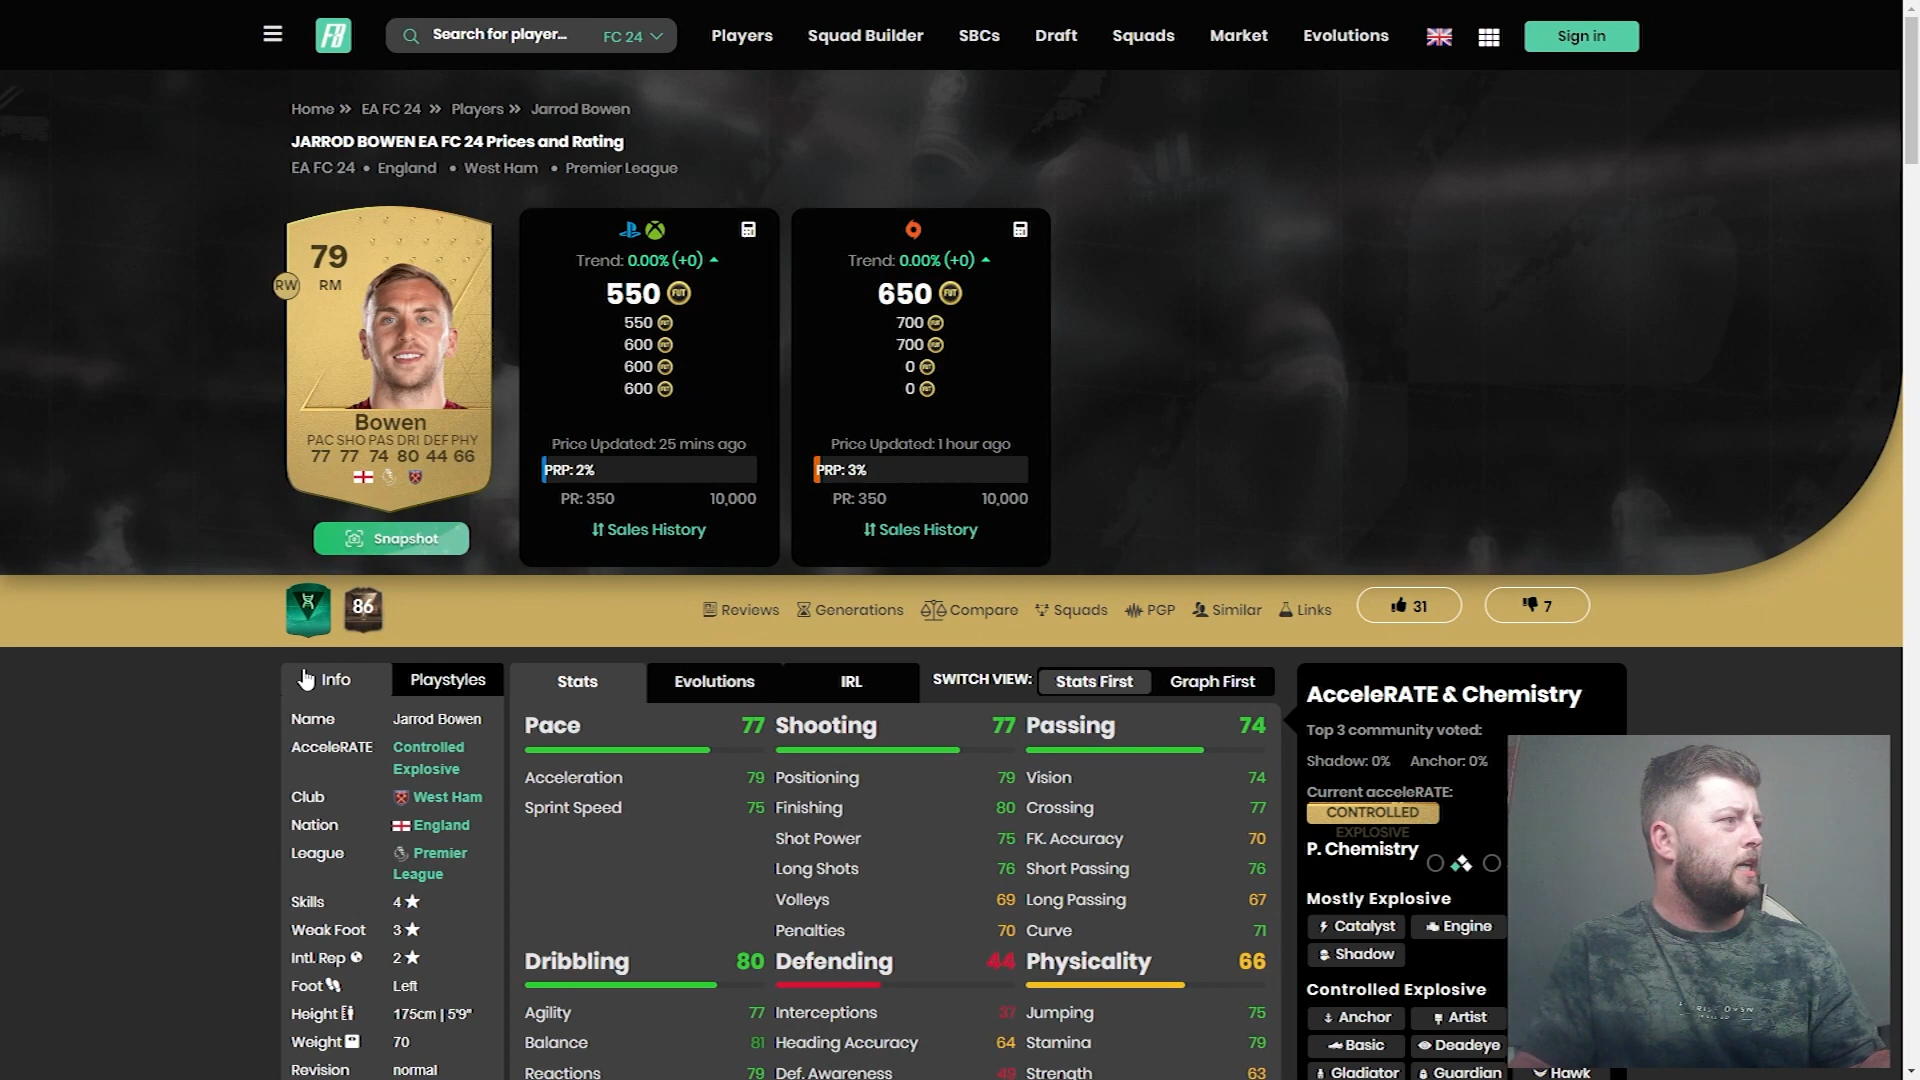 Search for player...
FC 24
Players
Squad Builder
SBCs
Draft
Squads
Market
Evolutions
Sign in
Home » EA FC 24 » Players » Jarrod Bowen
JARROD BOWEN EA FC 24 Prices and Rating
EA FC 24 • England • West Ham • Premier League
79
RW
RM
Bowen
PAC SHO PAS DRI DEF PHY
77 77 74 80 44 66
Snapshot
Trend: 0.00% (+0)
550
550
600
600
600
Price Updated: 25 mins ago
PRP: 2%
PR: 350 10,000
Sales History
Trend: 0.00% (+0)
650
700
700
0
0
Price Updated: 1 hour ago
PRP: 3%
PR: 350 10,000
Sales History
86
Reviews
Generations
Compare
Squads
PGP
Similar
Links
31
7
Info
Playstyles
Name Jarrod Bowen
AcceleRATE Controlled
Explosive
Club West Ham
Nation England
League Premier
League
Skills 4
Weak Foot 3
Intl. Rep 2
Foot Left
Height 175cm | 5'9"
Weight 70
Revision normal
Stats
Evolutions
IRL
SWITCH VIEW:
Stats First
Graph First
Pace 77
Acceleration 79
Sprint Speed 75
Shooting 77
Positioning 79
Finishing 80
Shot Power 75
Long Shots 76
Volleys 69
Penalties 70
Passing 74
Vision 74
Crossing 77
FK. Accuracy 70
Short Passing 76
Long Passing 67
Curve 71
Dribbling 80
Agility 77
Balance 81
Reactions 79
Defending 44
Interceptions 37
Heading Accuracy 64
Def. Awareness 49
Physicality 66
Jumping 75
Stamina 79
Strength 63
AcceleRATE & Chemistry
Top 3 community voted:
Shadow: 0% Anchor: 0%
Current acceleRATE:
CONTROLLED
EXPLOSIVE
P. Chemistry
Mostly Explosive
Catalyst
Engine
Shadow
Controlled Explosive
Anchor
Artist
Basic
Deadeye
Gladiator
Guardian
Hawk